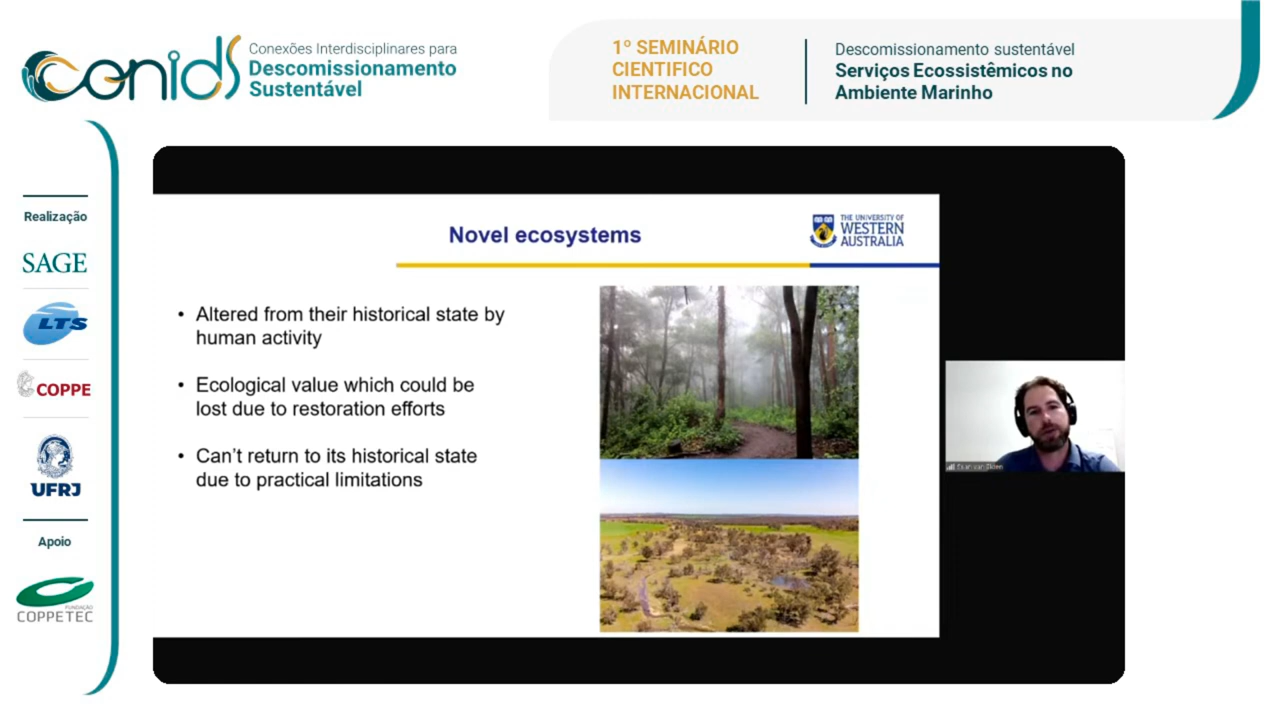 conids
Conexões Interdisciplinares para
Descomissionamento
Sustentável
1º SEMINÁRIO
CIENTIFICO
INTERNACIONAL
Descomissionamento sustentável
Serviços Ecossistêmicos no
Ambiente Marinho
Realização
SAGE
LTS
COPPE
UFRJ
Apoio
FUNDAÇÃO
COPPETEC
Novel ecosystems
THE UNIVERSITY OF
WESTERN
AUSTRALIA
• Altered from their historical state by
human activity
• Ecological value which could be
lost due to restoration efforts
• Can't return to its historical state
due to practical limitations